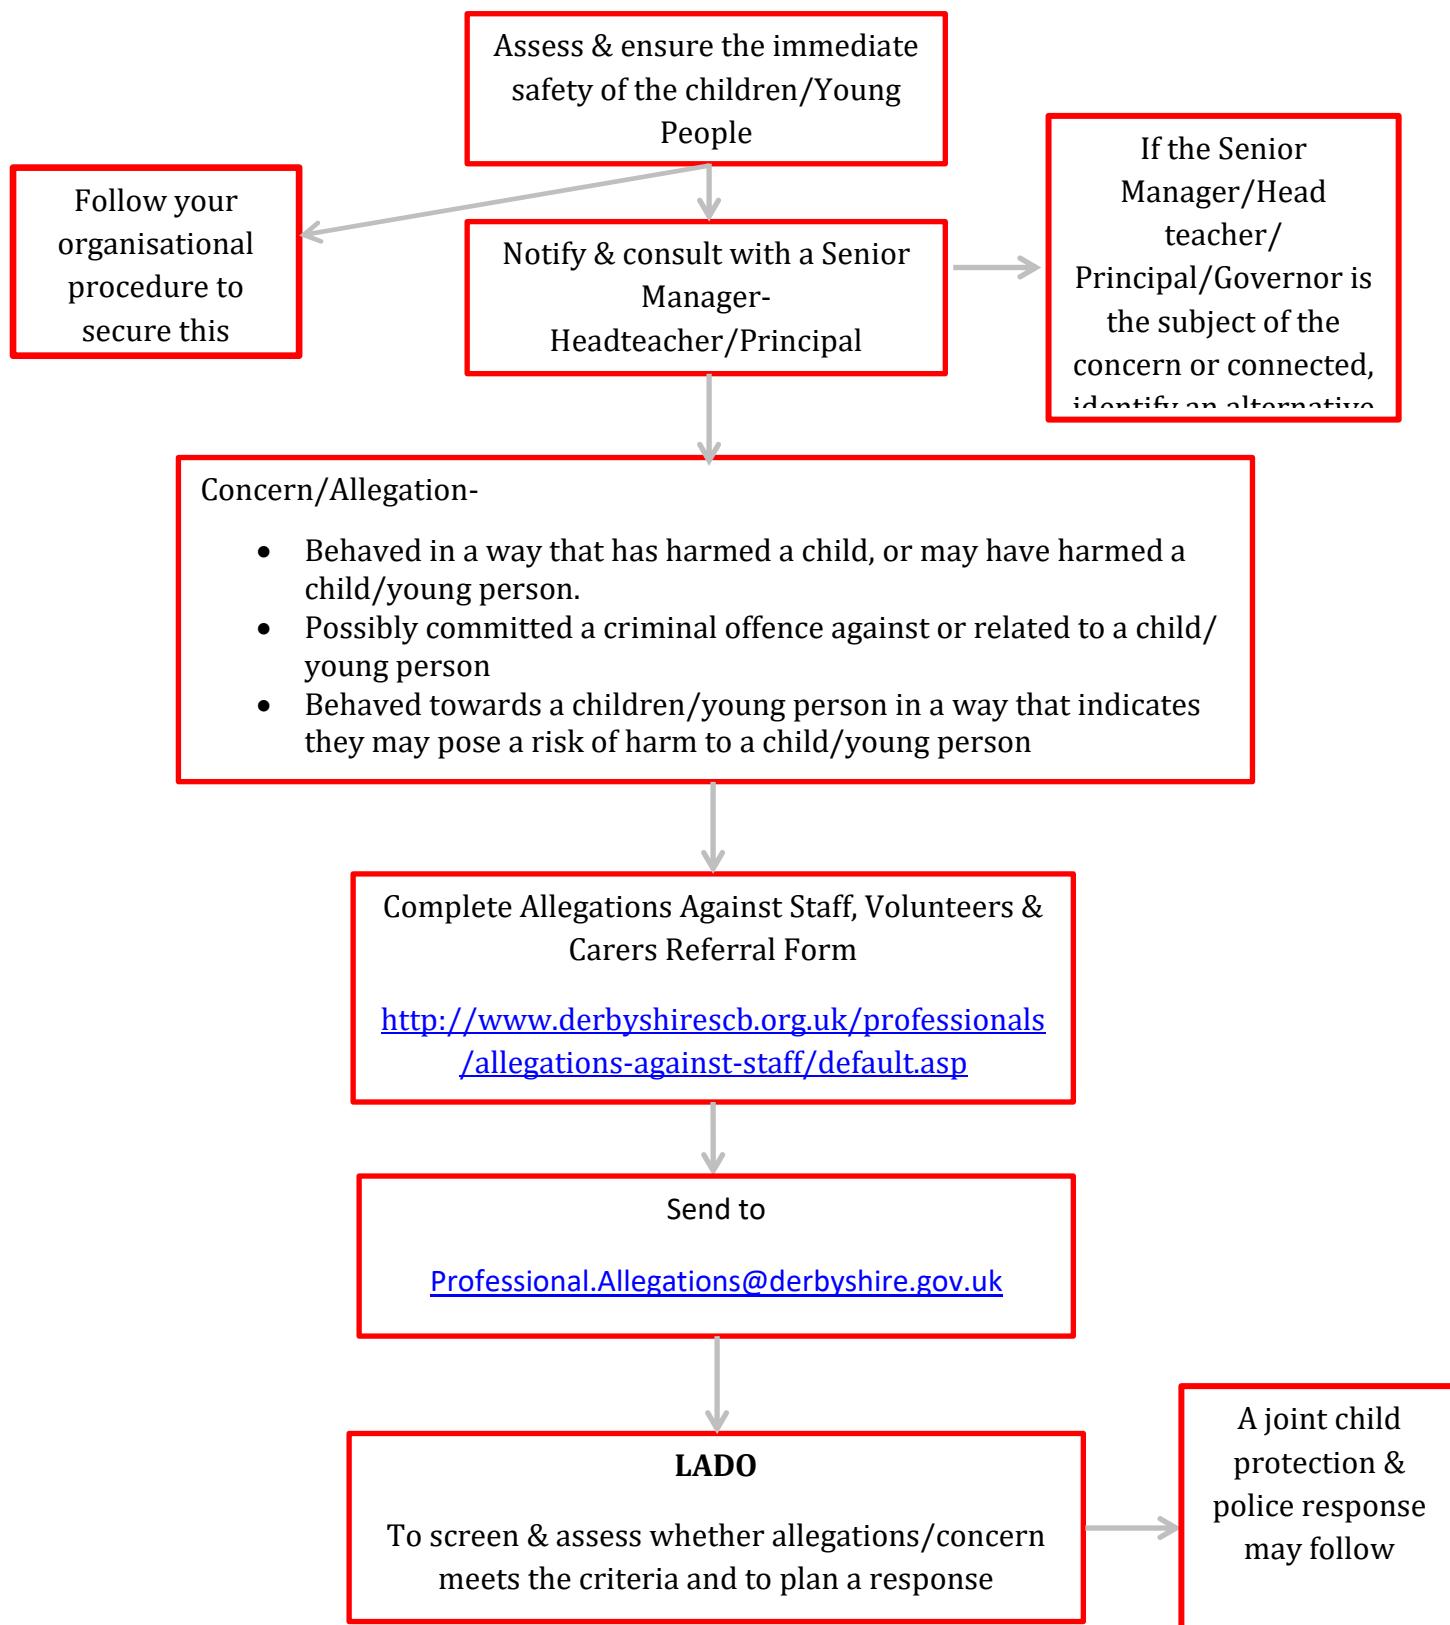 Assess & ensure the immediate
safety of the children/Young
People
Follow your
organisational
procedure to
secure this
Notify & consult with a Senior
Manager-
Headteacher/Principal
If the Senior
Manager/Head
teacher/
Principal/Governor is
the subject of the
concern or connected,
identify an alternative
Concern/Allegation-
• Behaved in a way that has harmed a child, or may have harmed a
child/young person.
• Possibly committed a criminal offence against or related to a child/
young person
• Behaved towards a children/young person in a way that indicates
they may pose a risk of harm to a child/young person
Complete Allegations Against Staff, Volunteers &
Carers Referral Form
http://www.derbyshirescb.org.uk/professionals
/allegations-against-staff/default.asp
Send to
Professional.Allegations@derbyshire.gov.uk
LADO
To screen & assess whether allegations/concern
meets the criteria and to plan a response
A joint child
protection &
police response
may follow